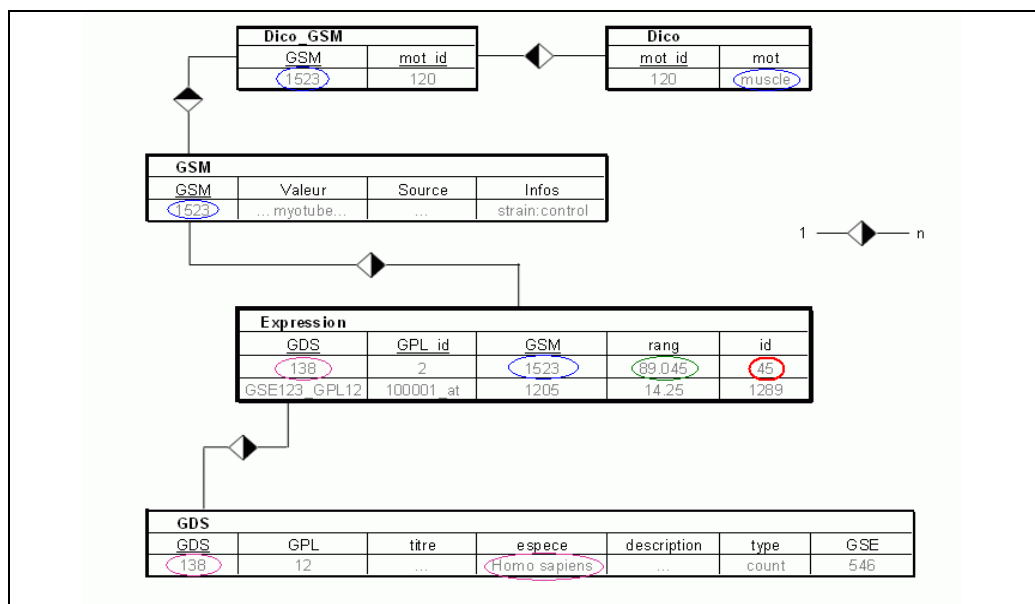 Dico_GSM
GSM mot_id
1523 120
Dico
mot_id mot
120 muscle
GSM
GSM Valeur Source Infos
1523 ... myotube... ... strain:control
1 n
Expression
GDS GPL_id GSM rang id
138 2 1523 89.045 45
GSE123_GPL12 100001_at 1205 14.25 1289
GDS
GDS GPL titre espece description type GSE
138 12 ... Homo sapiens ... count 546